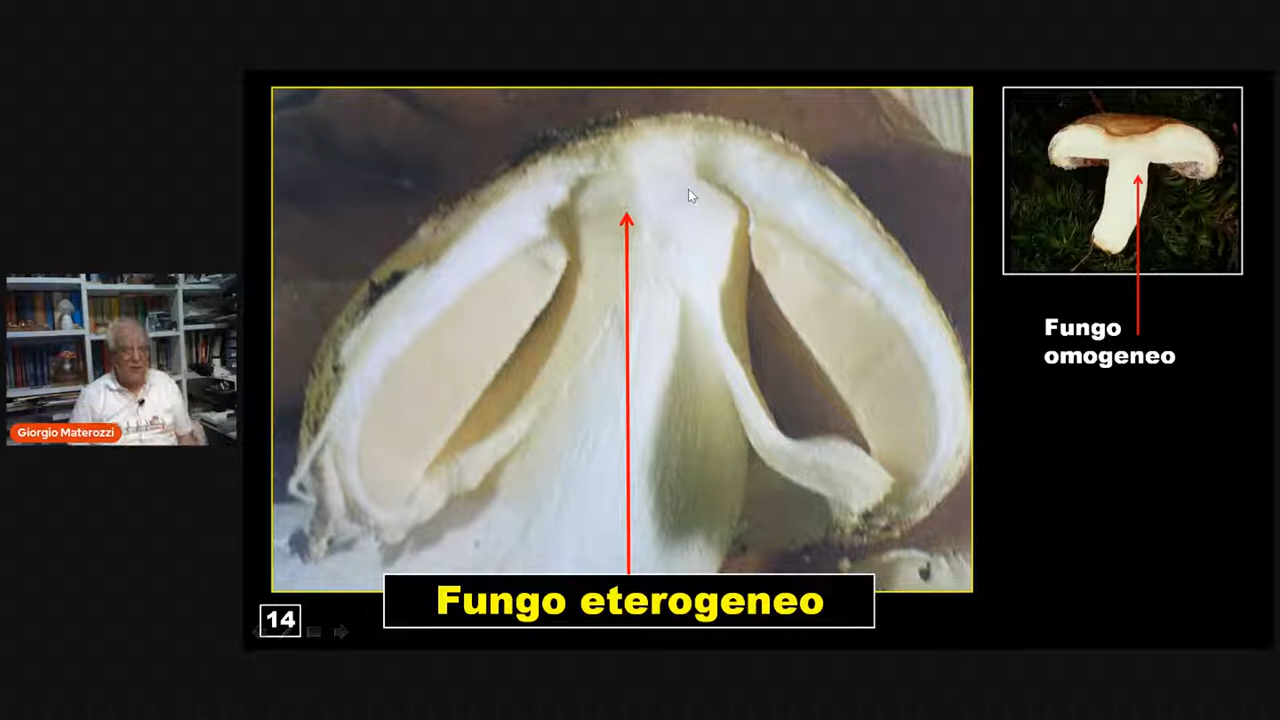 Fungo
omogeneo
Giorgio Materozzi
Fungo eterogeneo
14